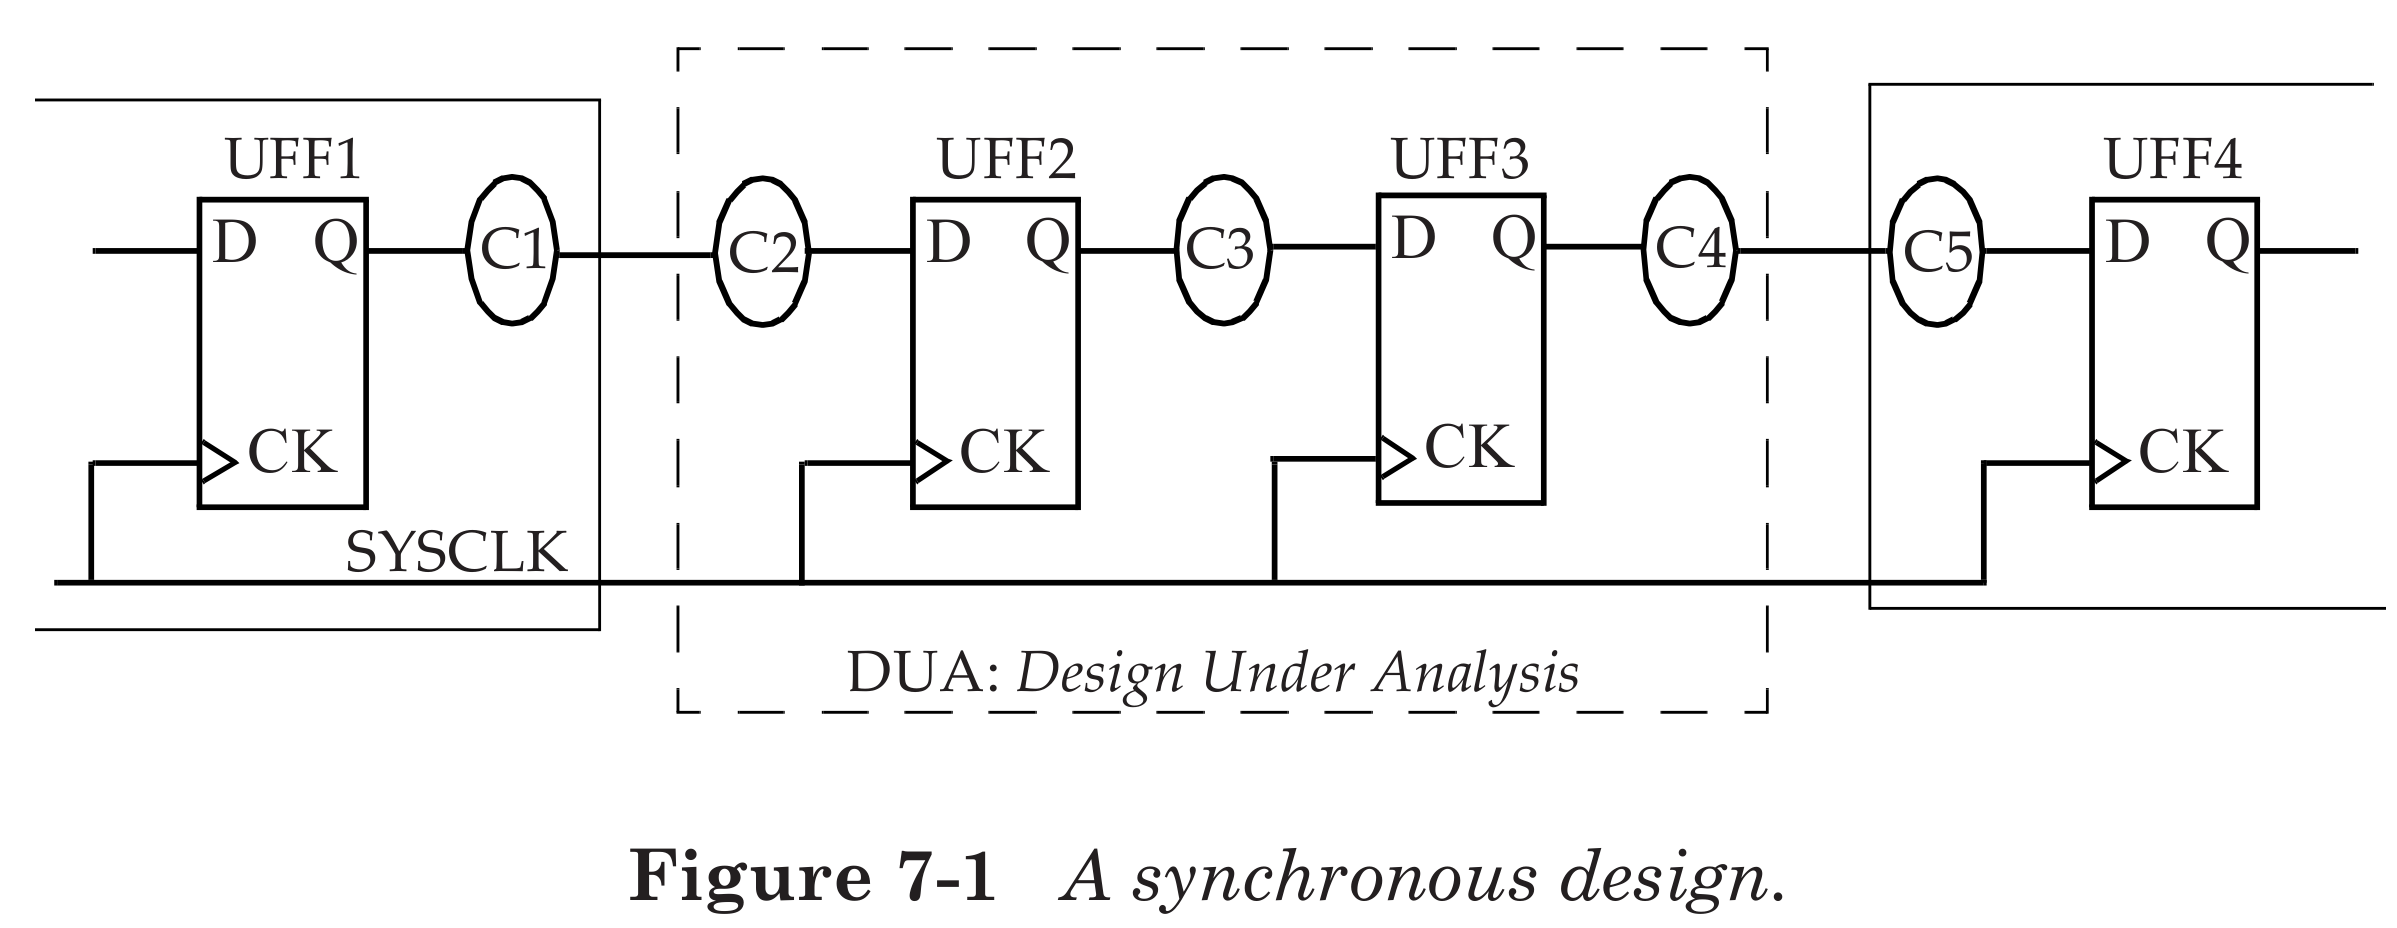 UFF1 UFF2 UFF3 UFF4
D Q C1 C2 D Q C3 D Q C4 C5 D Q
CK CK CK CK
SYSCLK
DUA: Design Under Analysis
Figure 7-1 A synchronous design.